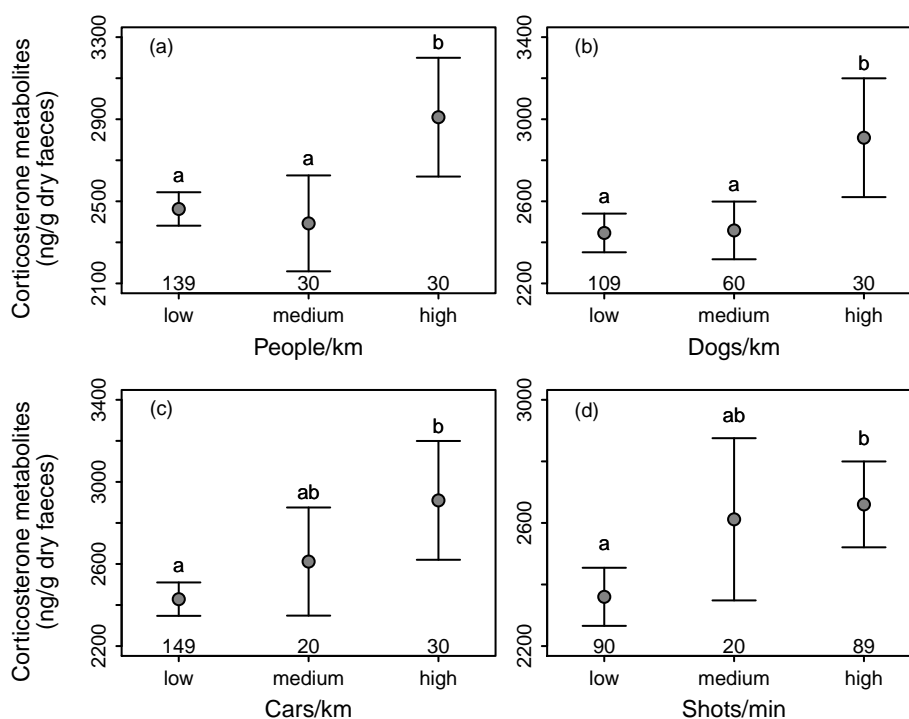 Corticosterone metabolites
(ng/g dry faeces)
3300
2900
2500
2100
(a)
a
a
b
139
30
30
low
medium
high
People/km
3400
3000
2600
2200
(b)
a
a
b
109
60
30
low
medium
high
Dogs/km
Corticosterone metabolites
(ng/g dry faeces)
3400
3000
2600
2200
(c)
a
ab
b
149
20
30
low
medium
high
Cars/km
3000
2600
2200
(d)
a
ab
b
90
20
89
low
medium
high
Shots/min